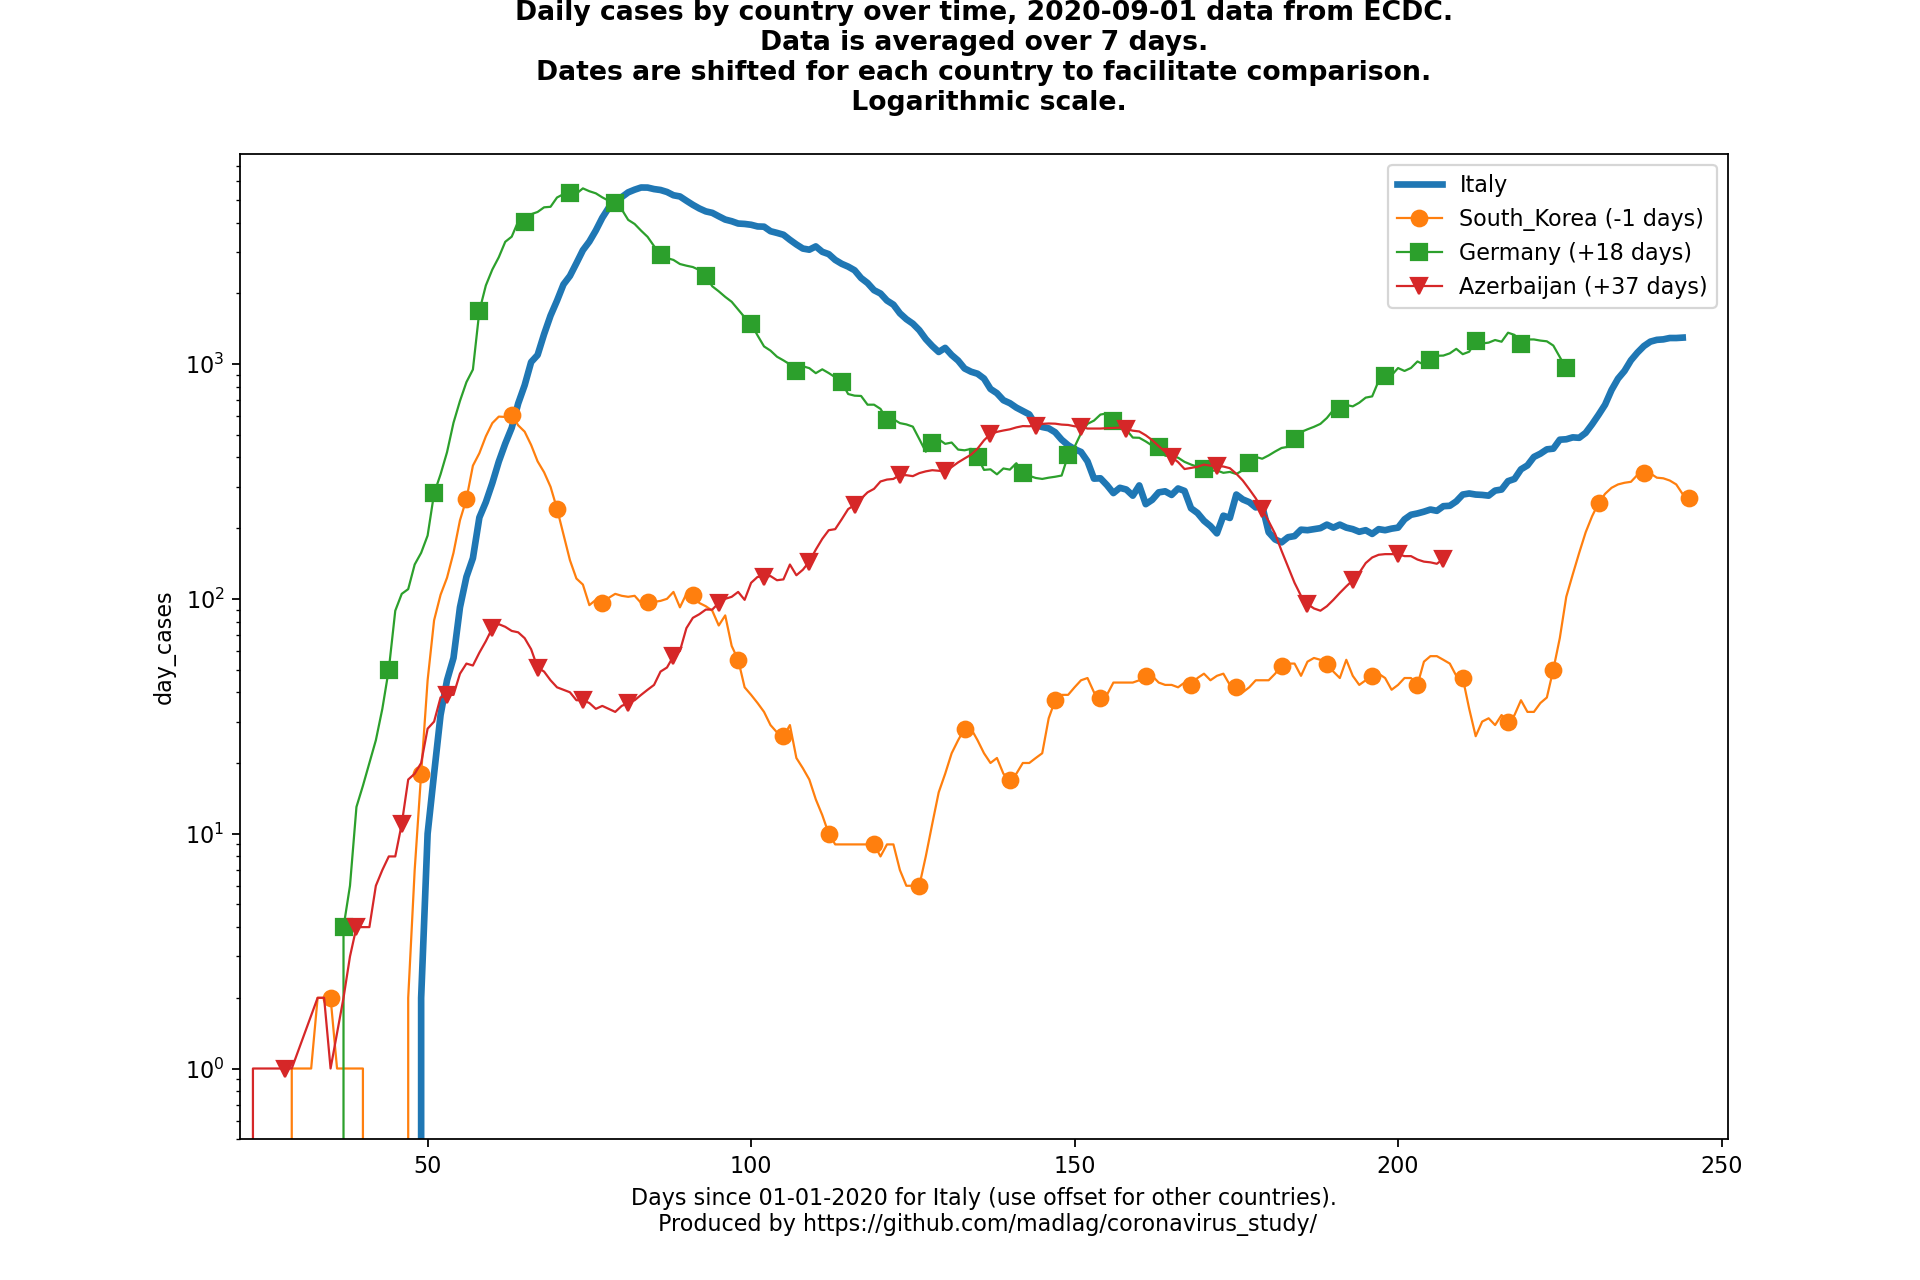 Daily cases by country over time, 2020-09-01 data from ECDC.
Data is averaged over 7 days.
Dates are shifted for each country to facilitate comparison.
Logarithmic scale.
Italy
South_Korea (-1 days)
Germany (+18 days)
Azerbaijan (+37 days)
day_cases
10³
10²
10¹
10⁰
50 100 150 200 250
Days since 01-01-2020 for Italy (use offset for other countries).
Produced by https://github.com/madlag/coronavirus_study/